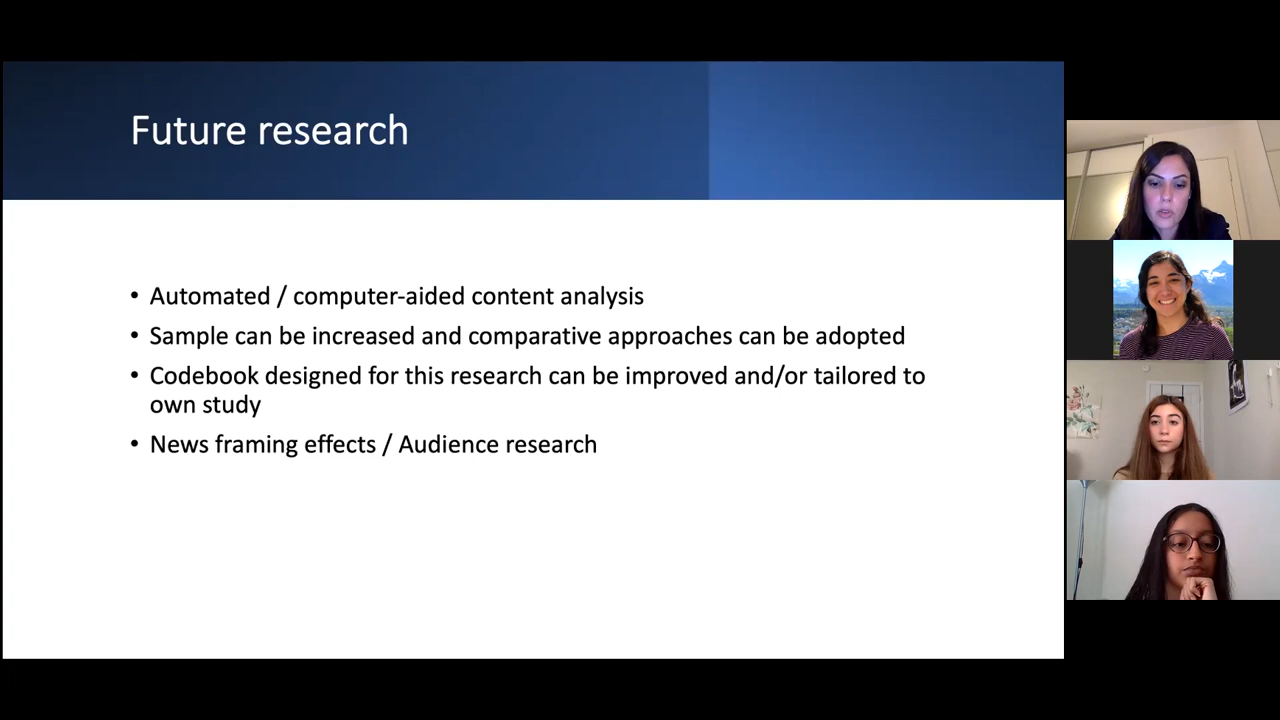 Future research
• Automated / computer-aided content analysis
• Sample can be increased and comparative approaches can be adopted
• Codebook designed for this research can be improved and/or tailored to
own study
• News framing effects / Audience research